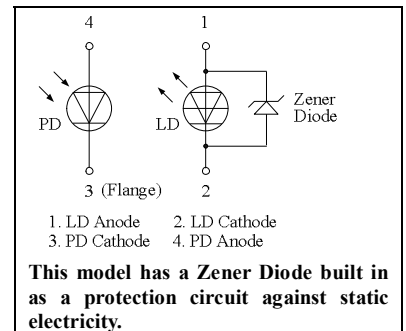 4 1
PD LD Zener
Diode
3 (Flange) 2
1. LD Anode 2. LD Cathode
3. PD Cathode 4. PD Anode
This model has a Zener Diode built in
as a protection circuit against static
electricity.